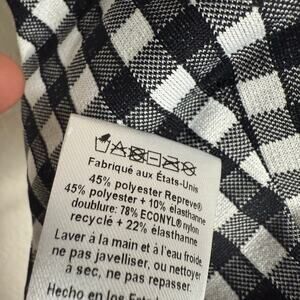 Fabriqué aux États-Unis
45% polyester Repreve®
45% polyester + 10% élasthanne
doublure: 78% ECONYL® nylon
recyclé + 22% élasthanne
Laver à la main et à l'eau froide,
ne pas javelliser, ou nettoyer
à sec, ne pas repasser.
Hecho en los Estad